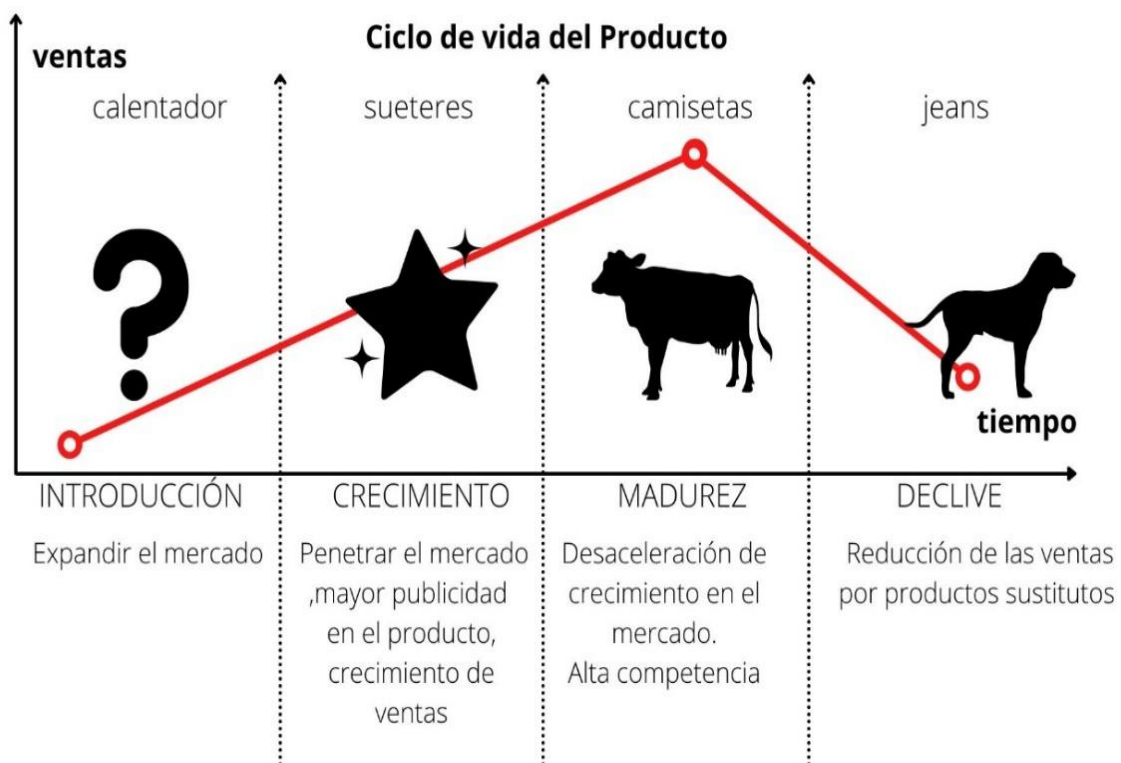 Ciclo de vida del Producto
ventas
calentador
sueteres
camisetas
jeans
tiempo
INTRODUCCIÓN
Expandir el mercado
CRECIMIENTO
Penetrar el mercado
,mayor publicidad
en el producto,
crecimiento de
ventas
MADUREZ
Desaceleración de
crecimiento en el
mercado.
Alta competencia
DECLIVE
Reducción de las ventas
por productos sustitutos